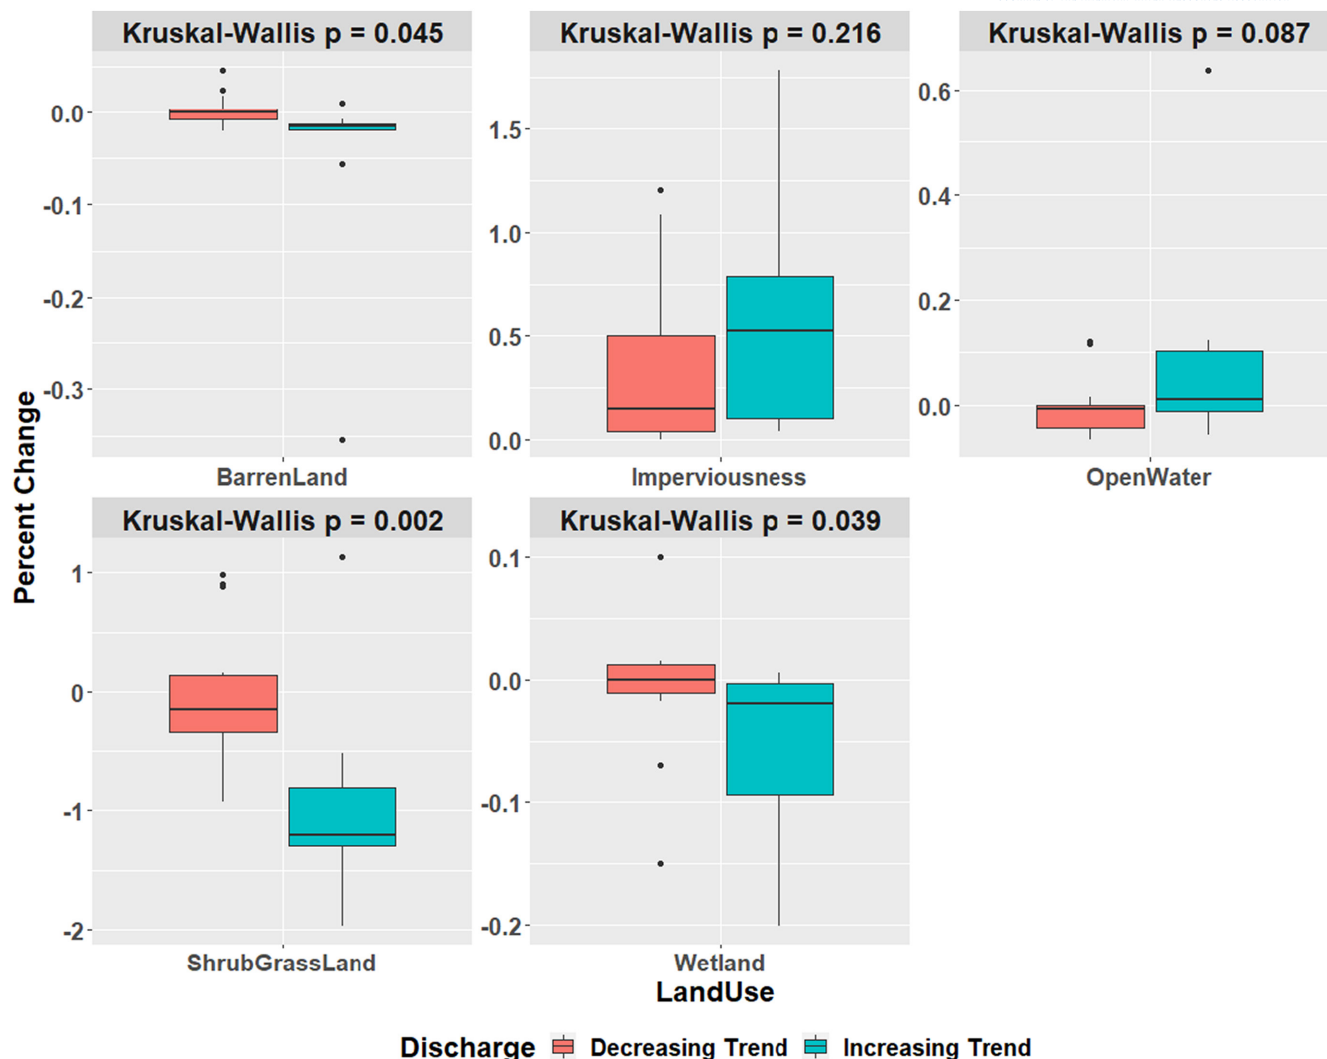 Kruskal-Wallis p = 0.045
Kruskal-Wallis p = 0.216
Kruskal-Wallis p = 0.087
0.0
-0.1
-0.2
-0.3
1.5
1.0
0.5
0.0
0.6
0.4
0.2
0.0
BarrenLand
Imperviousness
OpenWater
Percent Change
Kruskal-Wallis p = 0.002
Kruskal-Wallis p = 0.039
1
0
-1
-2
0.1
0.0
-0.1
-0.2
ShrubGrassLand
Wetland
LandUse
Discharge Decreasing Trend Increasing Trend